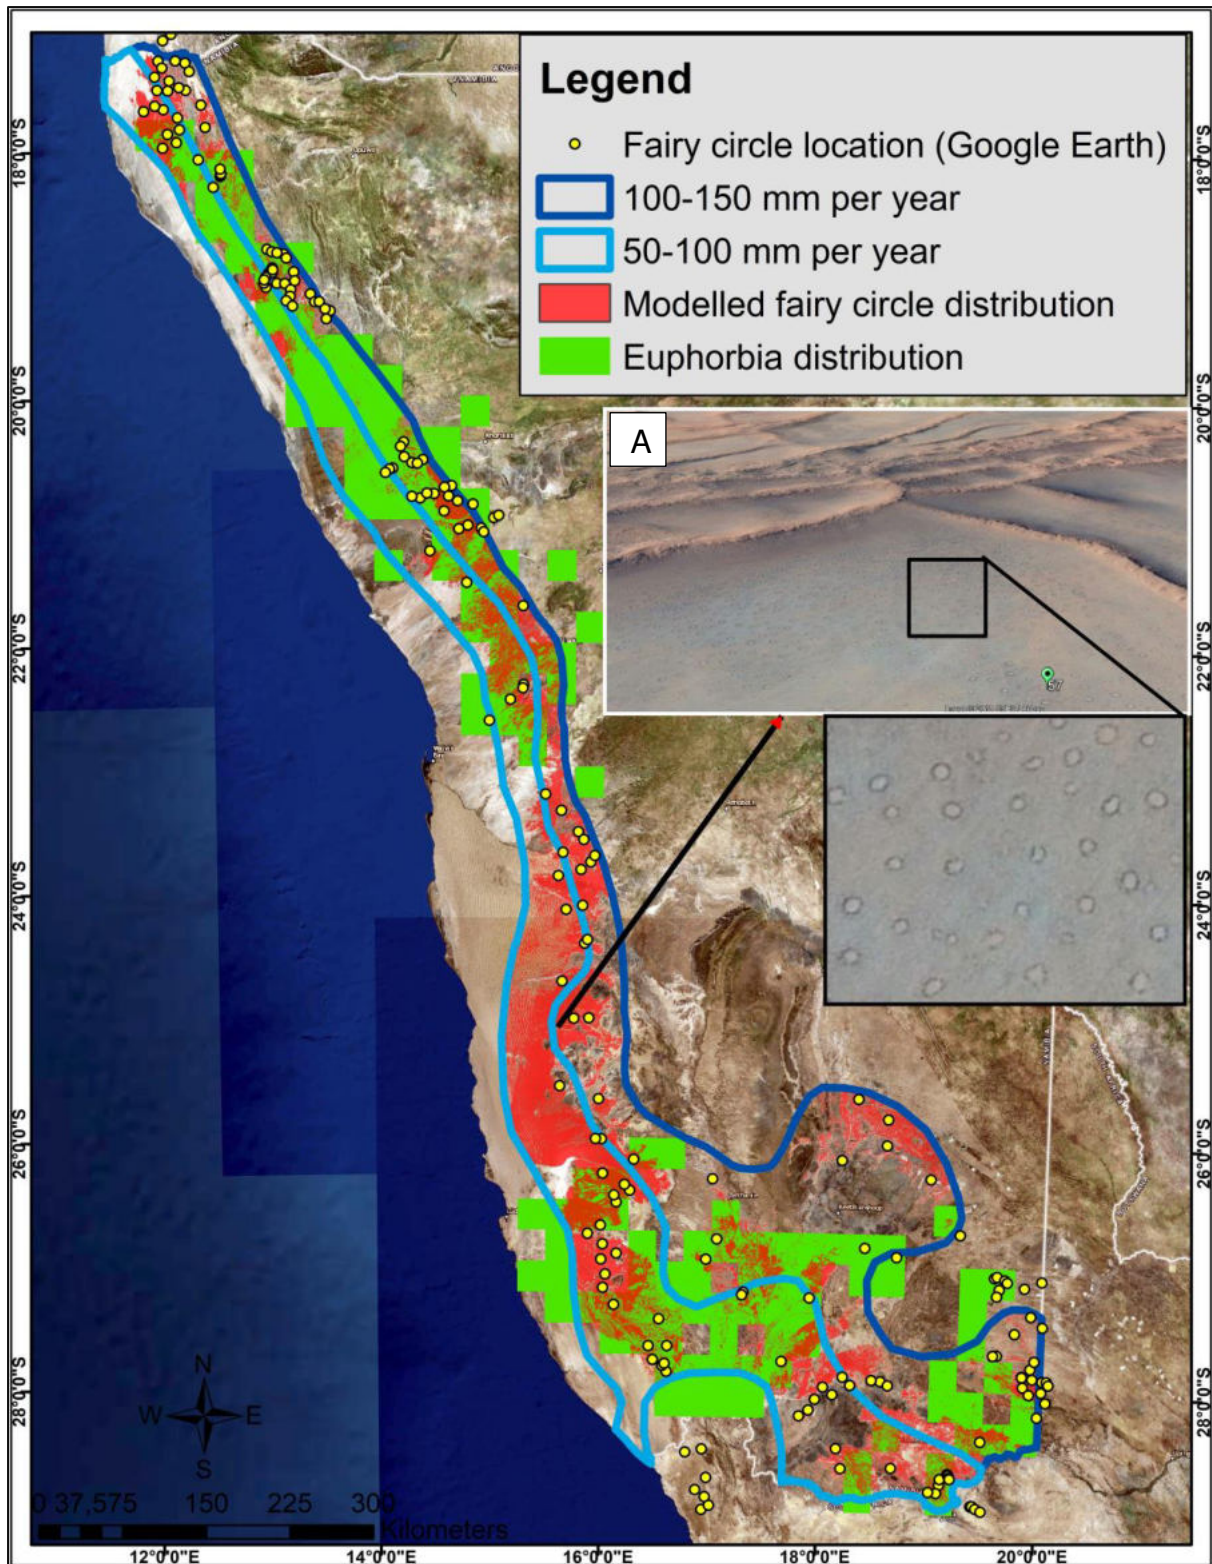 Legend
Fairy circle location (Google Earth)
100-150 mm per year
50-100 mm per year
Modelled fairy circle distribution
Euphorbia distribution
A
57
NAMIBIA
NAMIBIA
18°0'0"S
20°0'0"S
22°0'0"S
24°0'0"S
26°0'0"S
28°0'0"S
18°0'0"S
20°0'0"S
22°0'0"S
24°0'0"S
26°0'0"S
28°0'0"S
N
W E
S
0 37,575 150 225 300
Kilometers
12°0'0"E 14°0'0"E 16°0'0"E 18°0'0"E 20°0'0"E